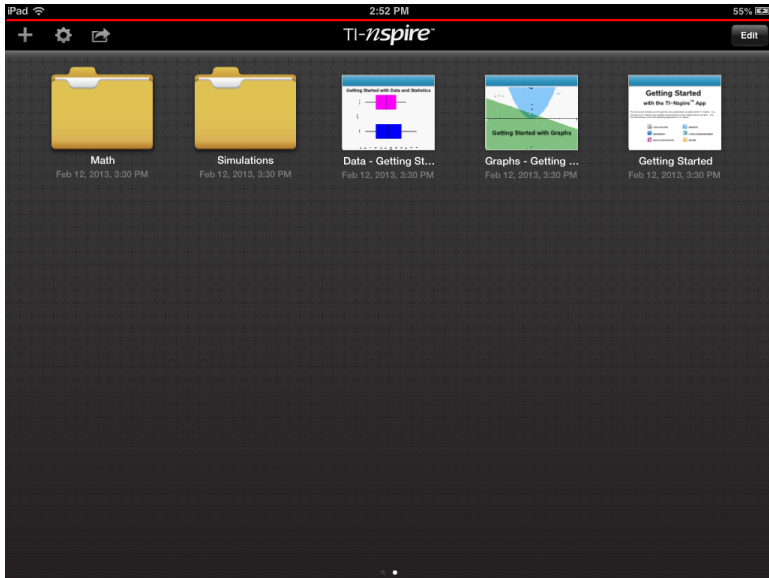 iPad 2:52 PM 55%
TI-nspire™ Edit
Getting Started with Data and Statistics
Getting Started with Graphs
Getting Started
with the TI-Nspire™ App
Math Simulations Data - Getting St... Graphs - Getting ... Getting Started
Feb 12, 2013, 3:30 PM Feb 12, 2013, 3:30 PM Feb 12, 2013, 3:30 PM Feb 12, 2013, 3:30 PM Feb 12, 2013, 3:30 PM